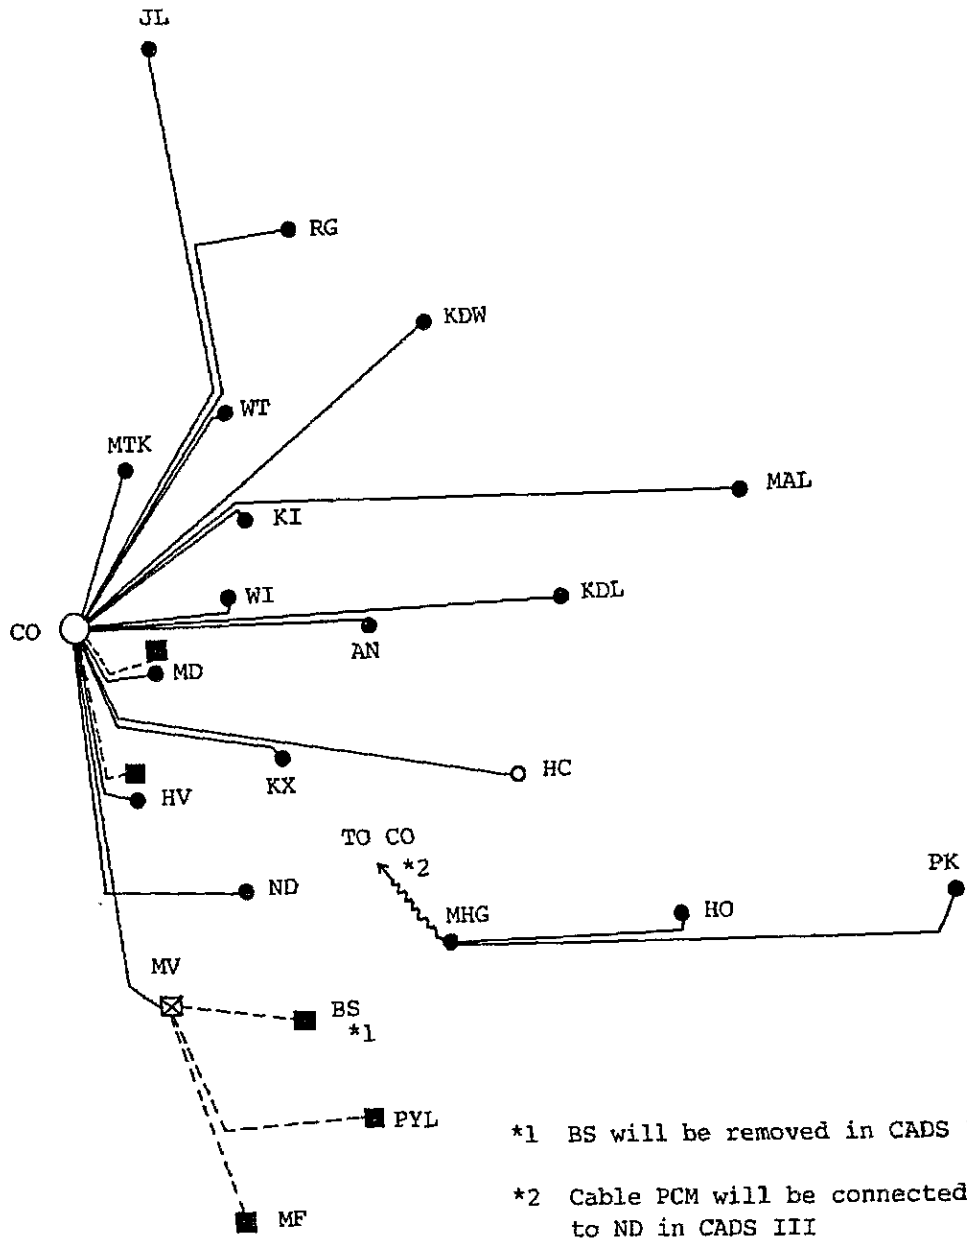 JL
RG
KDW
WT
MTK
MAL
KI
WI
KDL
CO
AN
MD
HC
KX
HV
TO CO
*2
PK
ND
HO
MHG
MV
BS
*1
PYL
*1 BS will be removed in CADS
MF
*2 Cable PCM will be connected
to ND in CADS III